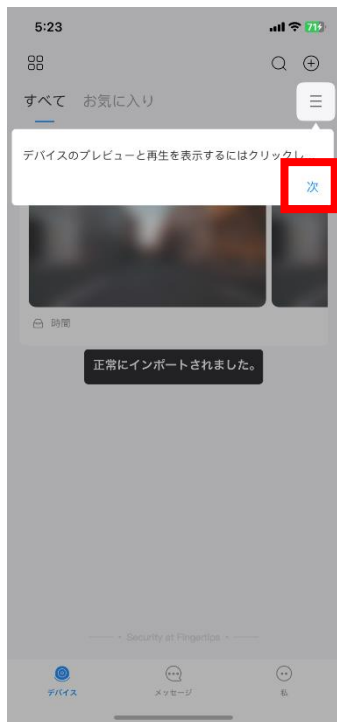 5:23
71
すべて お気に入り
デバイスのプレビューと再生を表示するにはクリックし
次
時間
正常にインポートされました。
Security at Fingertips
デバイス メッセージ 私